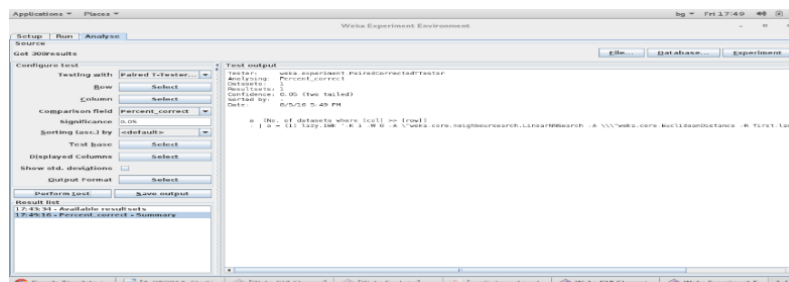 Applications Places bg Fri 17:49
Weka Experiment Environment
Setup Run Analyse
Source
Got 300results
File... Database... Experiment
Configure test
Testing with Paired T-Tester...
Row Select
Column Select
Comparison field Percent_correct
Significance 0.05
Sorting (asc.) by <default>
Test base Select
Displayed Columns Select
Show std. deviations
Output Format Select
Perform test Save output
Result list
17:43:34 - Available resultsets
17:49:16 - Percent_correct - Summary
Test output
Tester: weka.experiment.PairedCorrectedTTester
Analysing: Percent_correct
Datasets: 1
Resultsets: 1
Confidence: 0.05 (two tailed)
Sorted by: -
Date: 8/5/16 5:49 PM
a (No. of datasets where [col] >> [row])
- | a = (1) lazy.IBK '-K 1 -W 0 -A \"weka.core.neighboursearch.LinearNNSearch -A \\\"weka.core.EuclideanDistance -R first-la